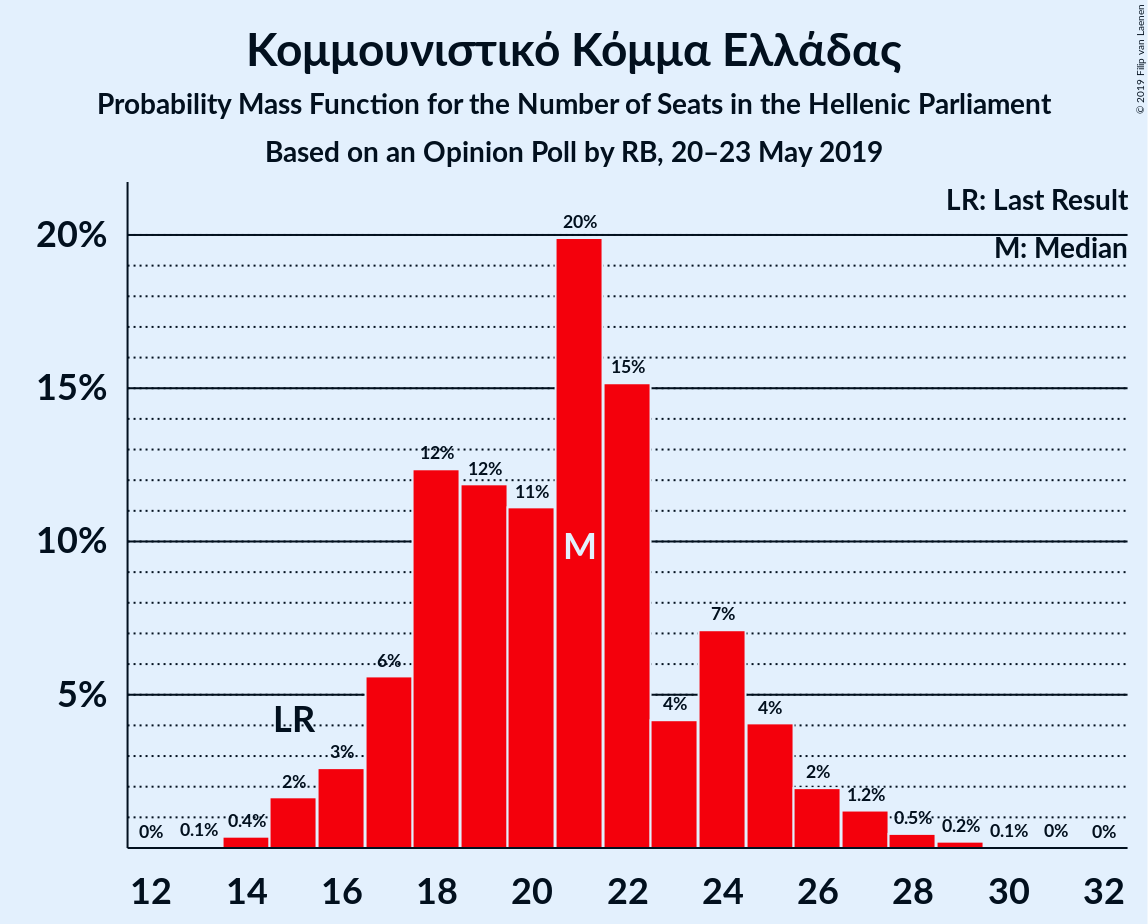 Κομμουνιστικό Κόμμα Ελλάδας
Probability Mass Function for the Number of Seats in the Hellenic Parliament
Based on an Opinion Poll by RB, 20–23 May 2019
© 2019 Filip van Laenen
LR: Last Result
M: Median
20%
15%
10%
5%
0%
0.1%
0.4%
2%
3%
6%
12%
12%
11%
20%
15%
4%
7%
4%
2%
1.2%
0.5%
0.2%
0.1%
0%
0%
LR
M
12 14 16 18 20 22 24 26 28 30 32